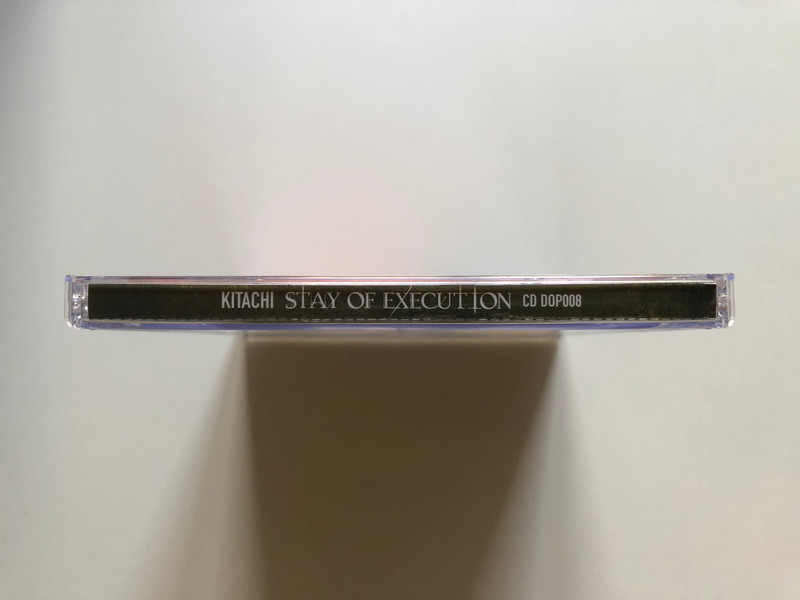 KITACHI STAY OF EXECUTION CD DOP008